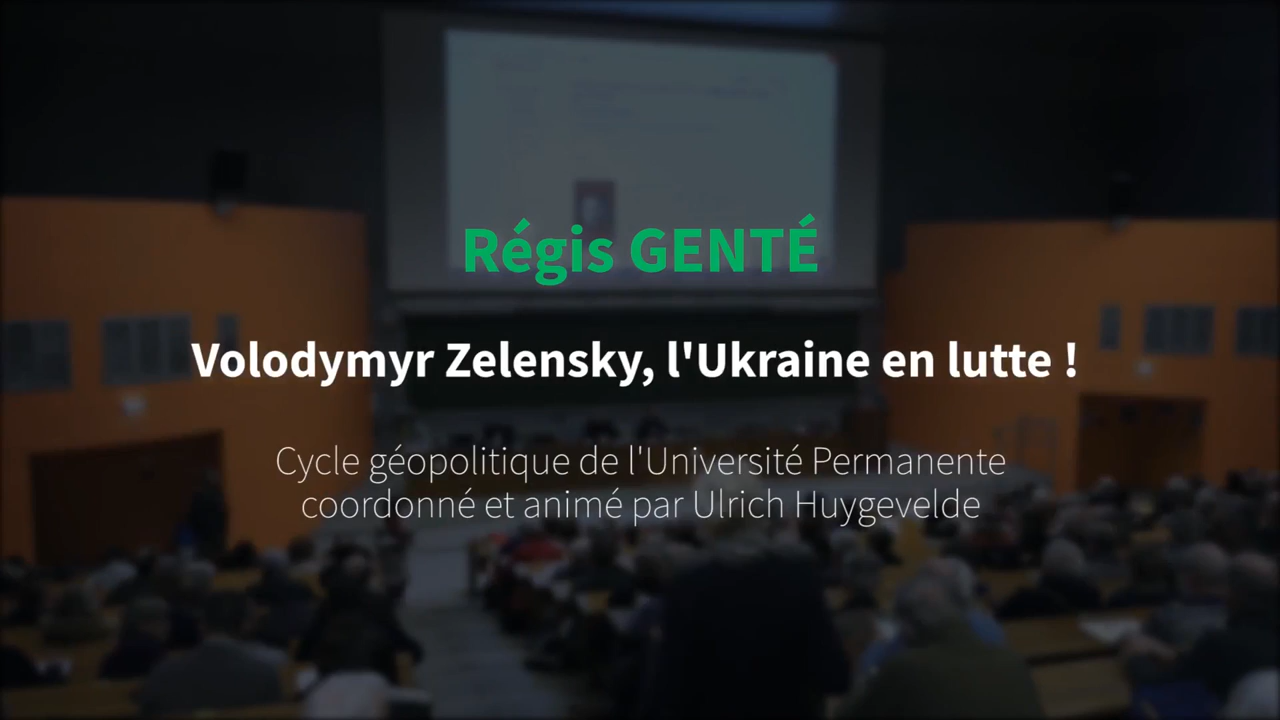 Régis GENTÉ
Volodymyr Zelensky, l'Ukraine en lutte !
Cycle géopolitique de l'Université Permanente
coordonné et animé par Ulrich Huygevelde